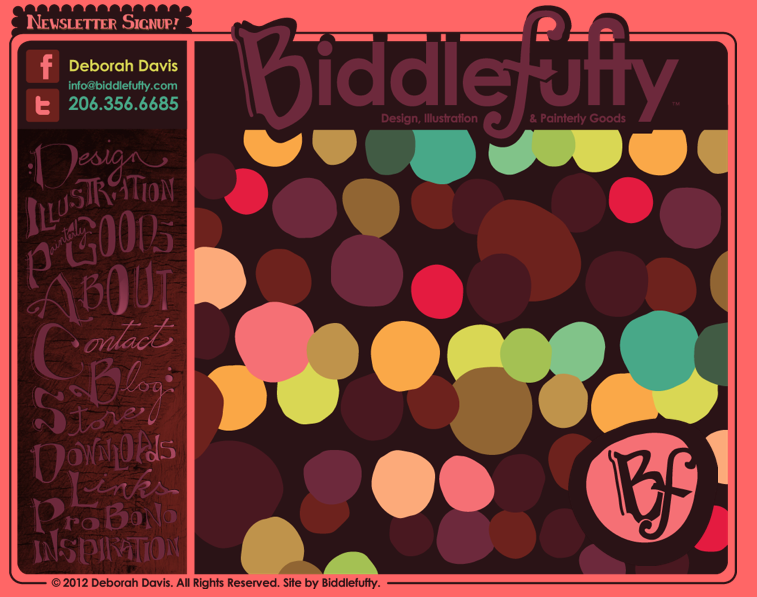 Newsletter Signup!
f
Deborah Davis
info@biddlefufty.com
t
206.356.6685
Biddlefufty™
Design, Illustration & Painterly Goods
Design
Illustration
Painterly Goods
About
Contact
Blog
Store
Downloads
Links
Pro Bono
Inspiration
Bf
© 2012 Deborah Davis. All Rights Reserved. Site by Biddlefufty.